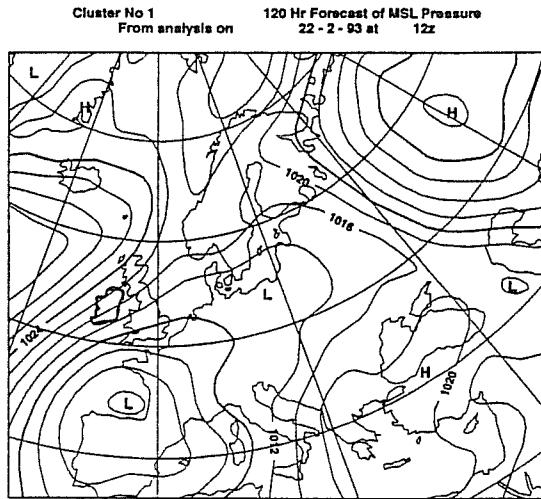 Cluster No 1 120 Hr Forecast of MSL Pressure
From analysis on 22 - 2 - 93 at 12z
L
H
H
1020
1016
L
L
1024
H
1020
L
1012